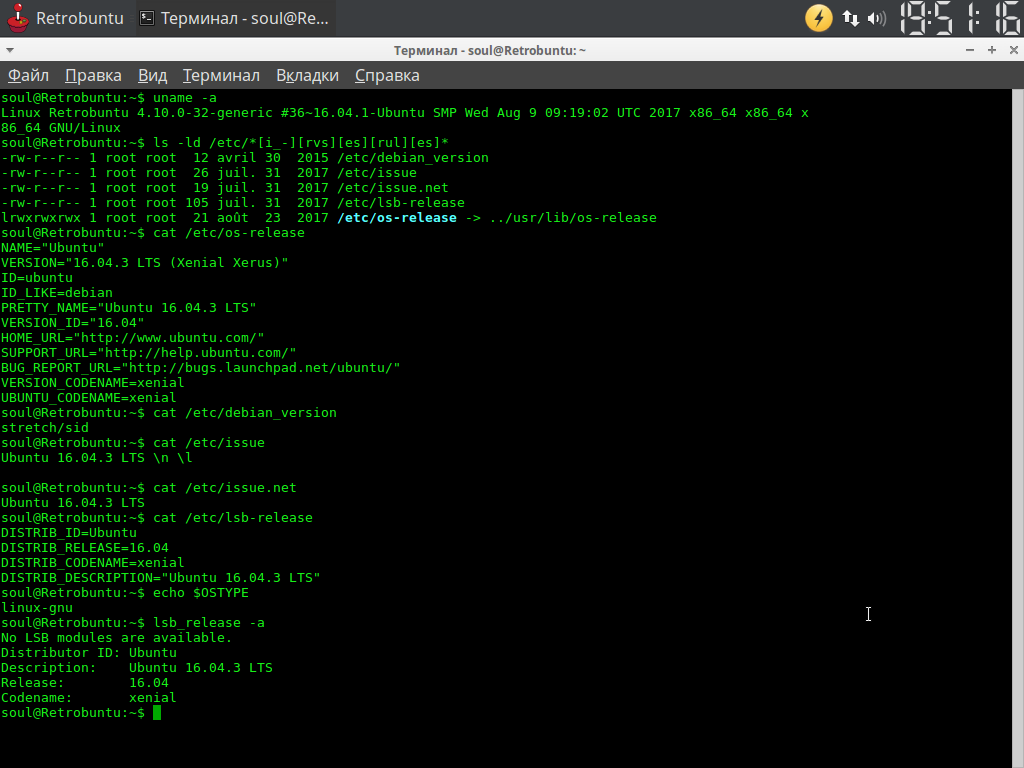 Retrobuntu
Терминал - soul@Re...
19:51:16
Терминал - soul@Retrobuntu: ~
Файл Правка Вид Терминал Вкладки Справка
soul@Retrobuntu:~$ uname -a
Linux Retrobuntu 4.10.0-32-generic #36~16.04.1-Ubuntu SMP Wed Aug 9 09:19:02 UTC 2017 x86_64 x86_64 x
86_64 GNU/Linux
soul@Retrobuntu:~$ ls -ld /etc/*[i_-][rvs][es][rul][es]*
-rw-r--r-- 1 root root  12 avril 30  2015 /etc/debian_version
-rw-r--r-- 1 root root  26 juil. 31  2017 /etc/issue
-rw-r--r-- 1 root root  19 juil. 31  2017 /etc/issue.net
-rw-r--r-- 1 root root 105 juil. 31  2017 /etc/lsb-release
lrwxrwxrwx 1 root root  21 août  23  2017 /etc/os-release -> ../usr/lib/os-release
soul@Retrobuntu:~$ cat /etc/os-release
NAME="Ubuntu"
VERSION="16.04.3 LTS (Xenial Xerus)"
ID=ubuntu
ID_LIKE=debian
PRETTY_NAME="Ubuntu 16.04.3 LTS"
VERSION_ID="16.04"
HOME_URL="http://www.ubuntu.com/"
SUPPORT_URL="http://help.ubuntu.com/"
BUG_REPORT_URL="http://bugs.launchpad.net/ubuntu/"
VERSION_CODENAME=xenial
UBUNTU_CODENAME=xenial
soul@Retrobuntu:~$ cat /etc/debian_version
stretch/sid
soul@Retrobuntu:~$ cat /etc/issue
Ubuntu 16.04.3 LTS \n \l
soul@Retrobuntu:~$ cat /etc/issue.net
Ubuntu 16.04.3 LTS
soul@Retrobuntu:~$ cat /etc/lsb-release
DISTRIB_ID=Ubuntu
DISTRIB_RELEASE=16.04
DISTRIB_CODENAME=xenial
DISTRIB_DESCRIPTION="Ubuntu 16.04.3 LTS"
soul@Retrobuntu:~$ echo $OSTYPE
linux-gnu
soul@Retrobuntu:~$ lsb_release -a
No LSB modules are available.
Distributor ID: Ubuntu
Description:    Ubuntu 16.04.3 LTS
Release:        16.04
Codename:       xenial
soul@Retrobuntu:~$